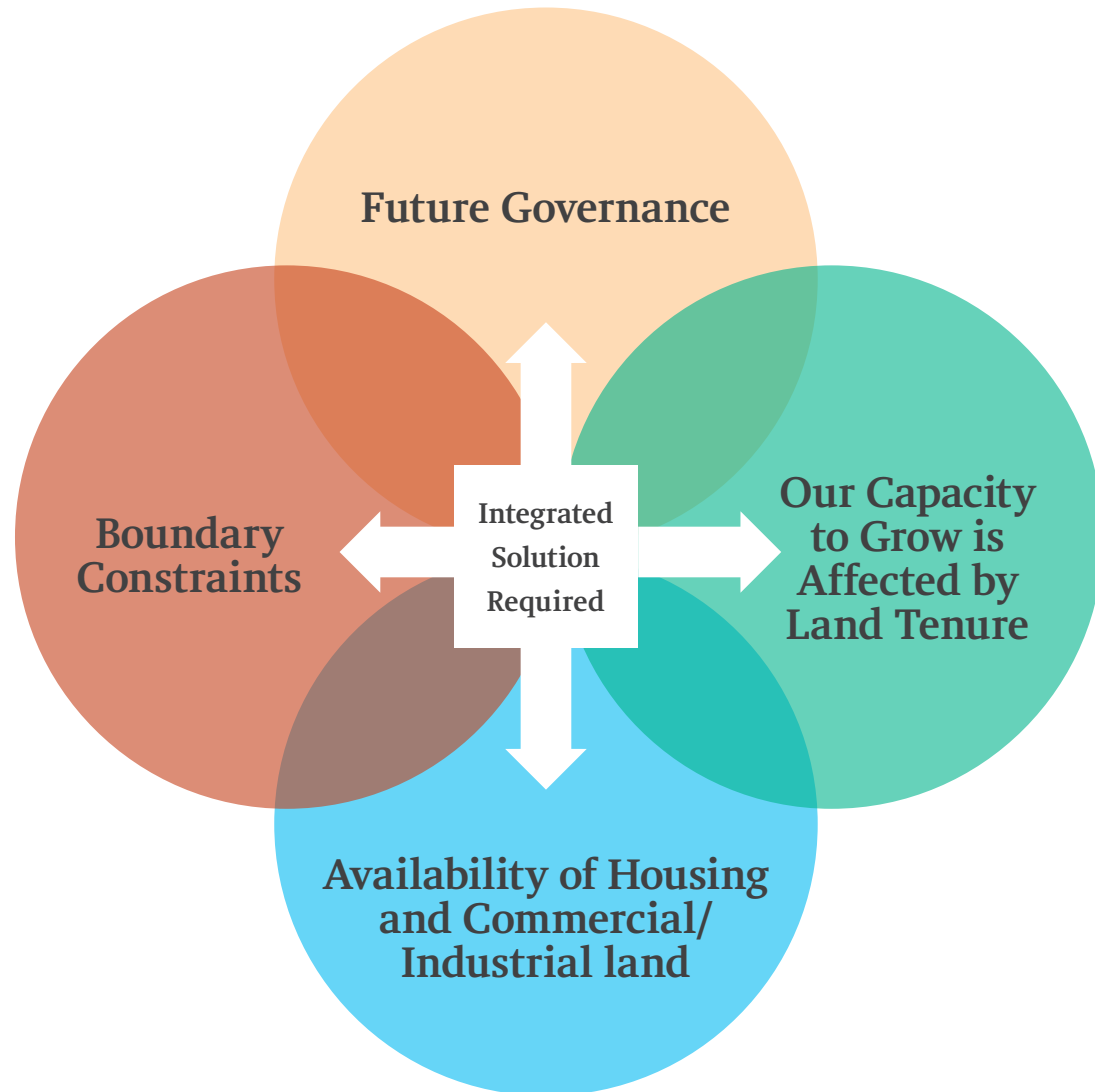 Future Governance
Boundary
Constraints
Integrated
Solution
Required
Our Capacity
to Grow is
Affected by
Land Tenure
Availability of Housing
and Commercial/
Industrial land